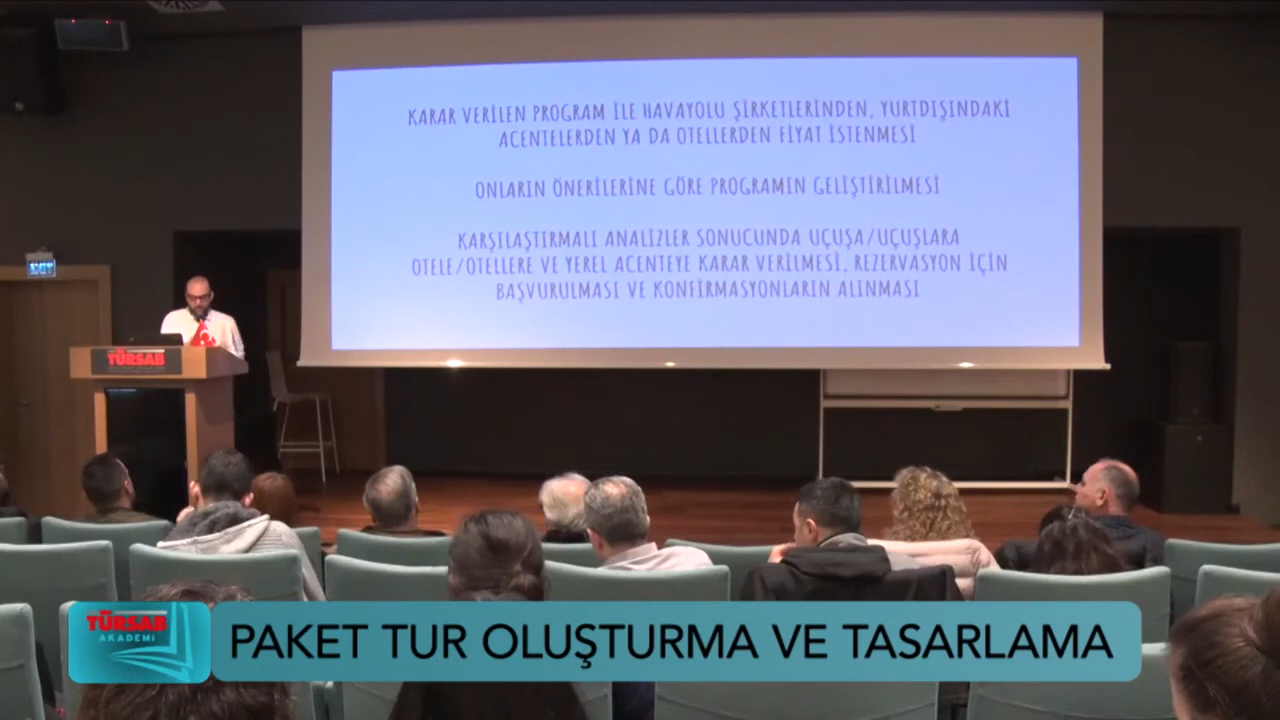 KARAR VERİLEN PROGRAM İLE HAVAYOLU ŞİRKETLERİNDEN, YURTDIŞINDAKİ
ACENTELERDEN YA DA OTELLERDEN FİYAT İSTENMESİ
ONLARIN ÖNERİLERİNE GÖRE PROGRAMIN GELİŞTİRİLMESİ
KARŞILAŞTIRMALI ANALİZLER SONUCUNDA UÇUŞA/UÇUŞLARA
OTELE/OTELLERE VE YEREL ACENTEYE KARAR VERİLMESİ, REZERVASYON İÇİN
BAŞVURULMASI VE KONFİRMASYONLARIN ALINMASI
EXIT
TÜRSAB
TÜRSAB
AKADEMİ
PAKET TUR OLUŞTURMA VE TASARLAMA